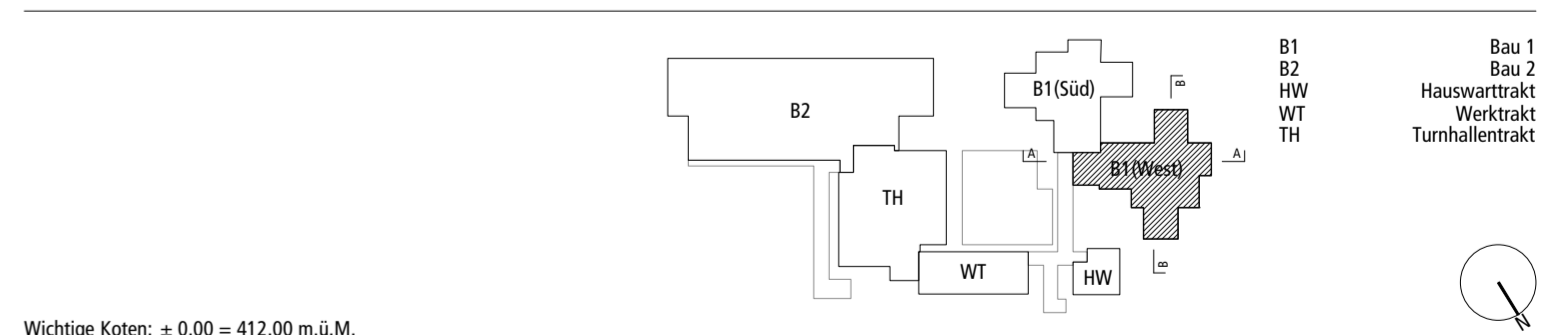 B1 Bau 1
B2 Bau 2
HW Hauswarttrakt
WT Werktrakt
TH Turnhallentrakt
B1(Süd)
B
B2
A
A
B1(West)
TH
B
WT
HW
N
Wichtige Koten: ± 0.00 = 412.00 m.ü.M.